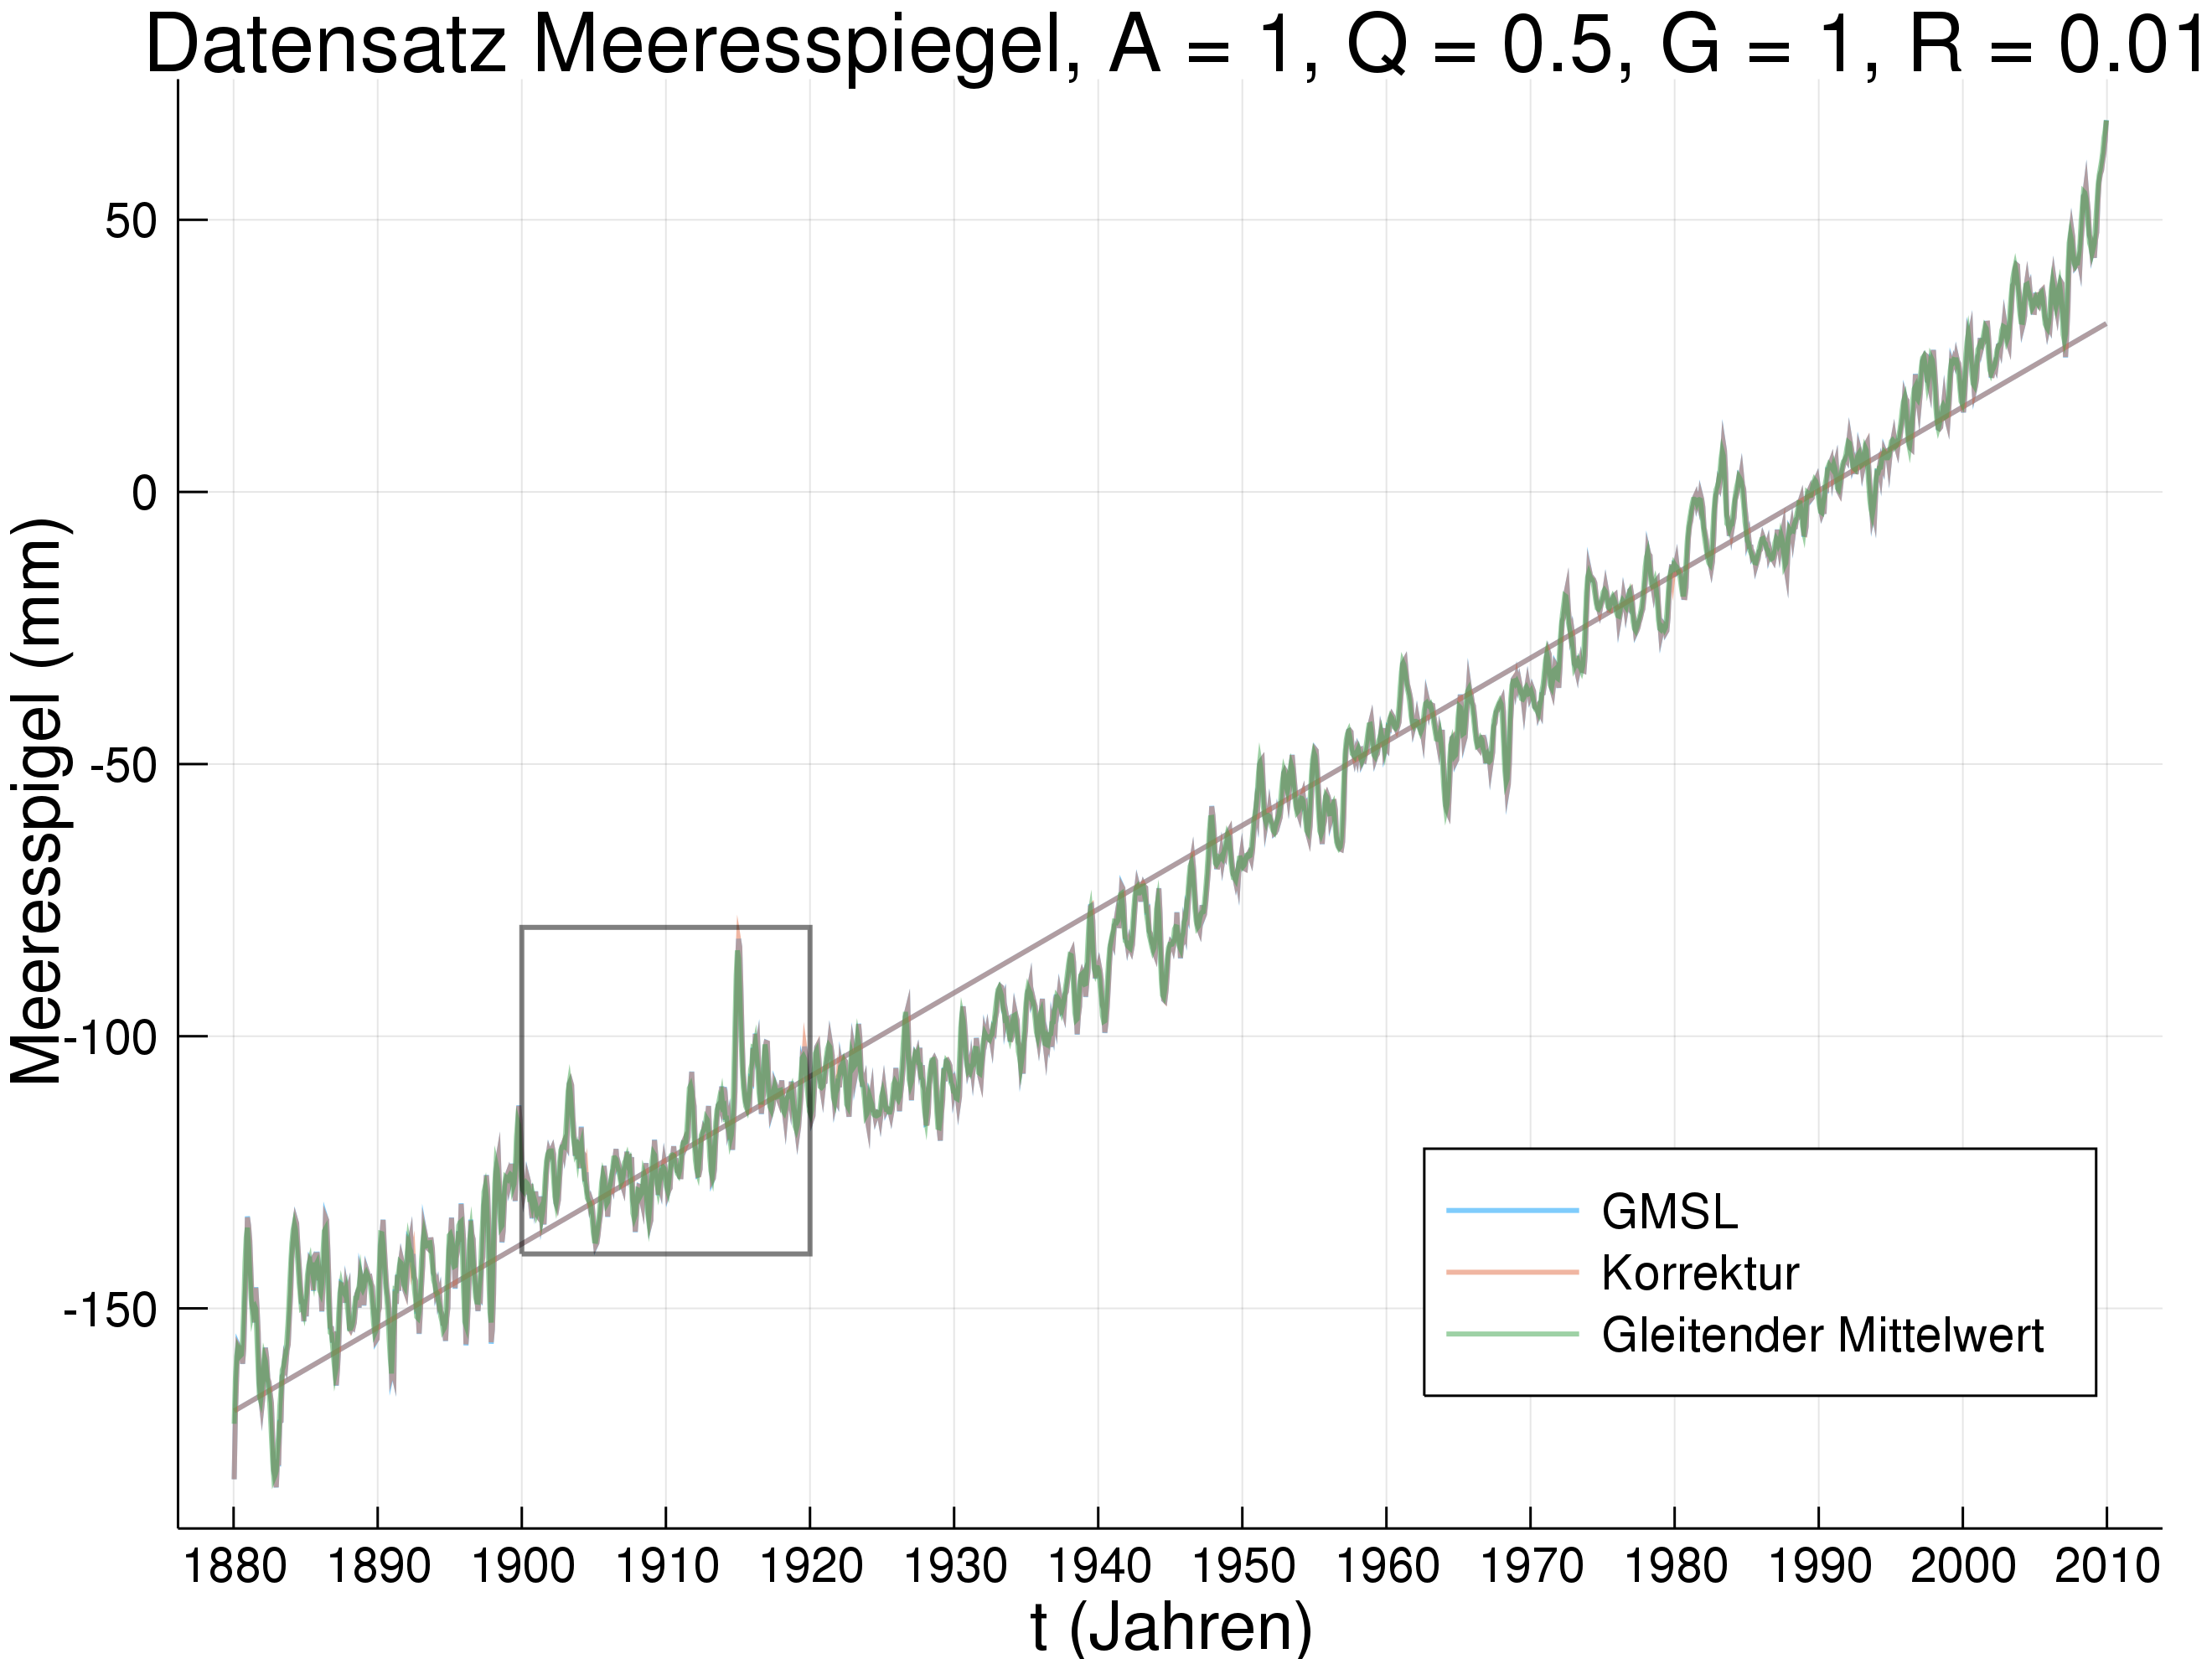 Datensatz Meeresspiegel, A = 1, Q = 0.5, G = 1, R = 0.01
Meeresspigel (mm)
50
0
-50
-100
-150
GMSL
Korrektur
Gleitender Mittelwert
1880 1890 1900 1910 1920 1930 1940 1950 1960 1970 1980 1990 2000 2010
t (Jahren)